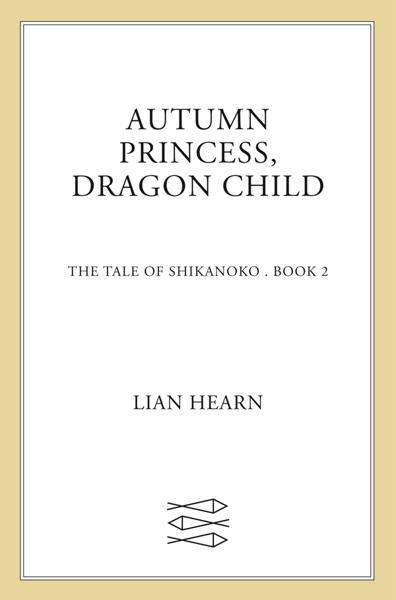 AUTUMN
PRINCESS,
DRAGON CHILD
THE TALE OF SHIKANOKO . BOOK 2
LIAN HEARN